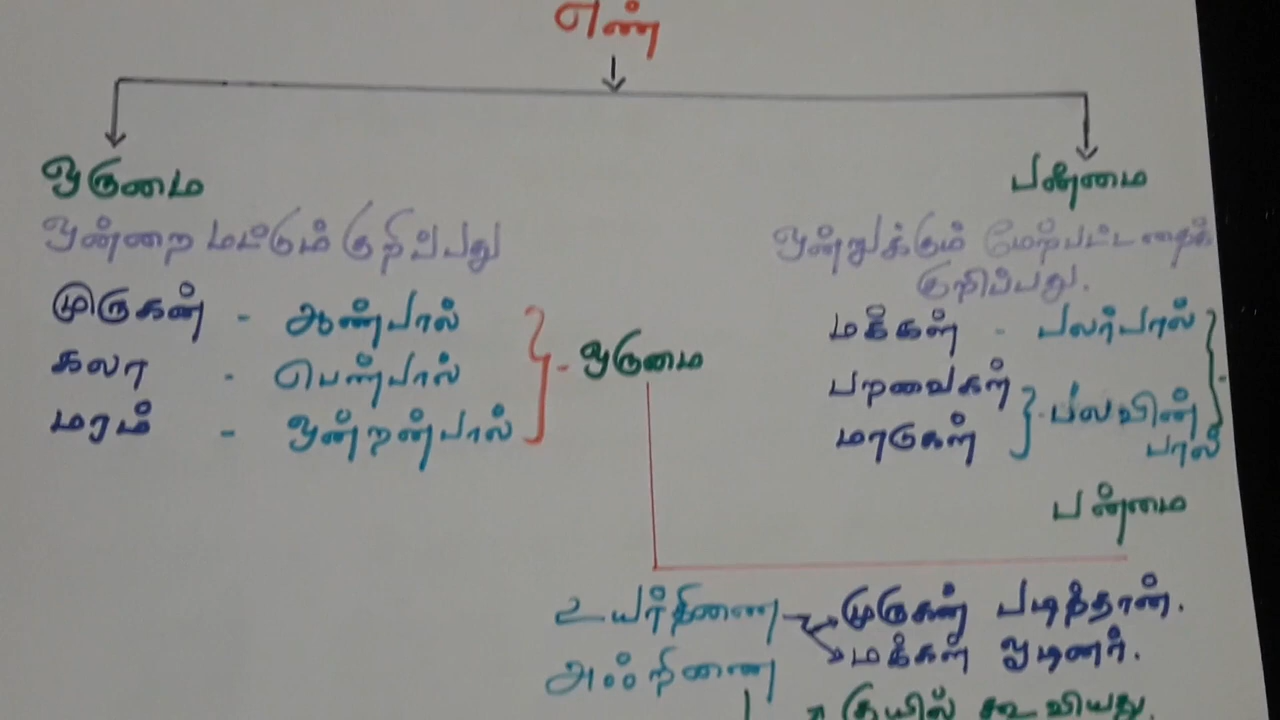 எண்
ஒருமை
ஒன்றை மட்டும் குறிப்பது
முருகன் - ஆண்பால்
கலா - பெண்பால்
மரம் - ஒன்றன்பால்
- ஒருமை
பன்மை
ஒன்றுக்கும் மேற்பட்டதைக்
குறிப்பது.
மக்கள் - பலர்பால்
பறவைகள்
மாடுகள்
- பலவின்
பால்
பன்மை
உயர்திணை
முருகன் படித்தான்.
மக்கள் ஓடினர்.
அஃறிணை
குயில் கூவியது.